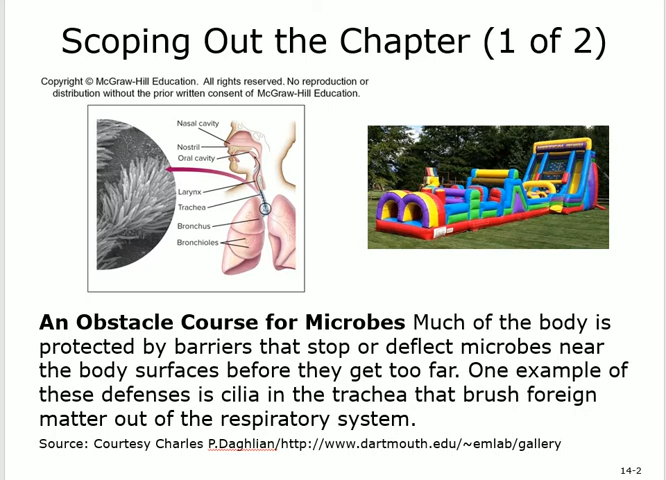 Scoping Out the Chapter (1 of 2)
Copyright © McGraw-Hill Education. All rights reserved. No reproduction or
distribution without the prior written consent of McGraw-Hill Education.
Nasal cavity
Nostril
Oral cavity
Larynx
Trachea
Bronchus
Bronchioles
An Obstacle Course for Microbes Much of the body is
protected by barriers that stop or deflect microbes near
the body surfaces before they get too far. One example of
these defenses is cilia in the trachea that brush foreign
matter out of the respiratory system.
Source: Courtesy Charles P.Daghlian/http://www.dartmouth.edu/~emlab/gallery
14-2